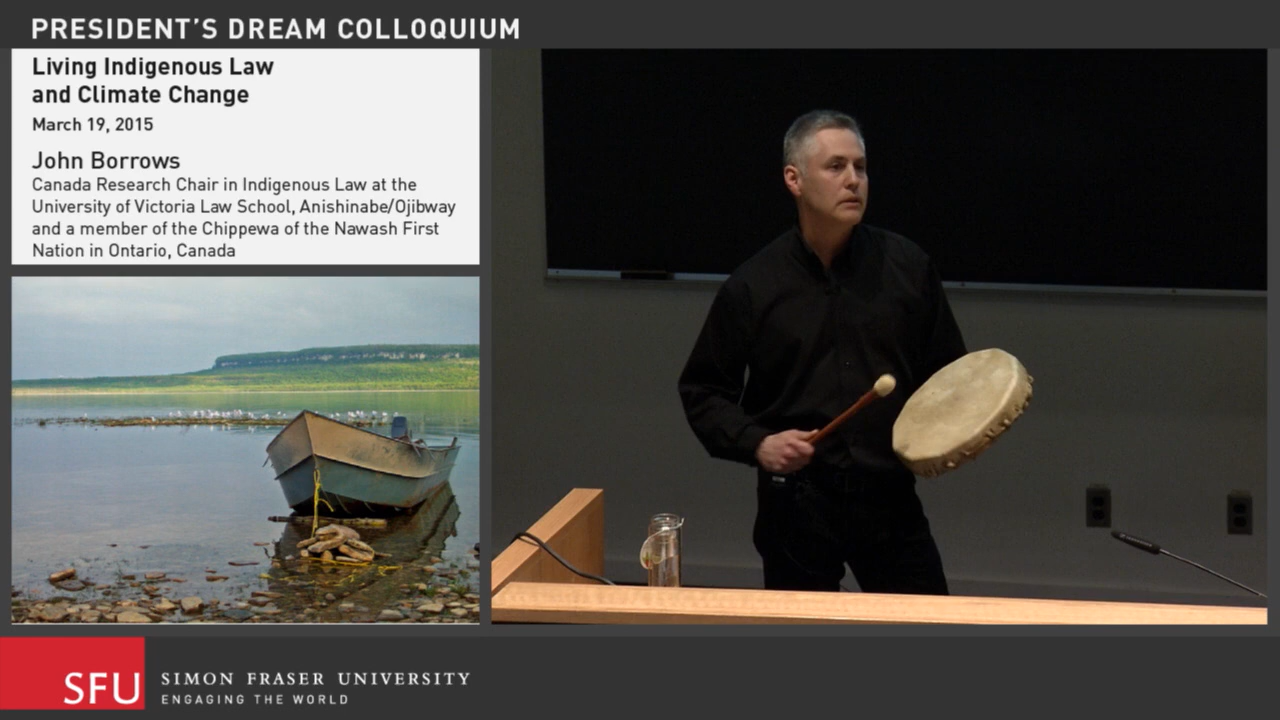 PRESIDENT'S DREAM COLLOQUIUM
Living Indigenous Law
and Climate Change
March 19, 2015
John Borrows
Canada Research Chair in Indigenous Law at the
University of Victoria Law School, Anishinabe/Ojibway
and a member of the Chippewa of the Nawash First
Nation in Ontario, Canada
SFU
SIMON FRASER UNIVERSITY
ENGAGING THE WORLD